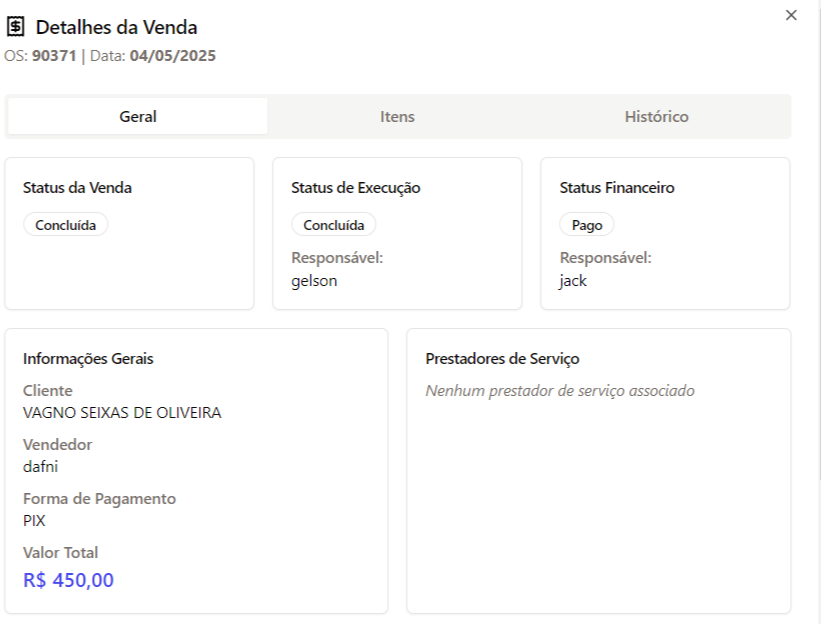 Detalhes da Venda
OS: 90371 | Data: 04/05/2025
Geral
Itens
Histórico
Status da Venda
Concluída
Status de Execução
Concluída
Responsável:
gelson
Status Financeiro
Pago
Responsável:
jack
Informações Gerais
Cliente
VAGNO SEIXAS DE OLIVEIRA
Vendedor
dafni
Forma de Pagamento
PIX
Valor Total
R$ 450,00
Prestadores de Serviço
Nenhum prestador de serviço associado